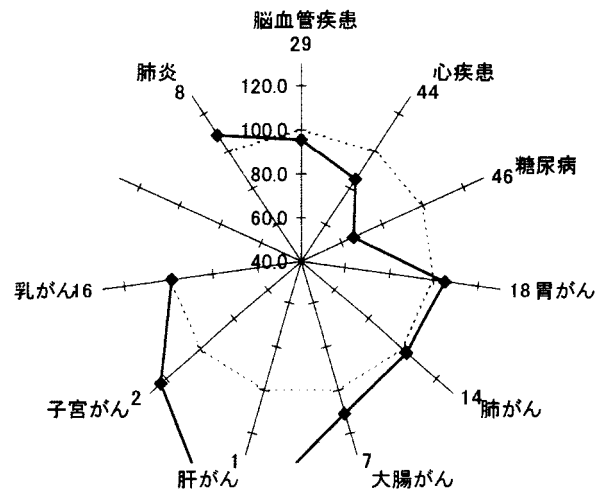 脳血管疾患
29
肺炎
8
心疾患
44
120.0
100.0
80.0
60.0
40.0
46 糖尿病
乳がん16
18 胃がん
子宮がん 2
14 肺がん
肝がん 1
7 大腸がん